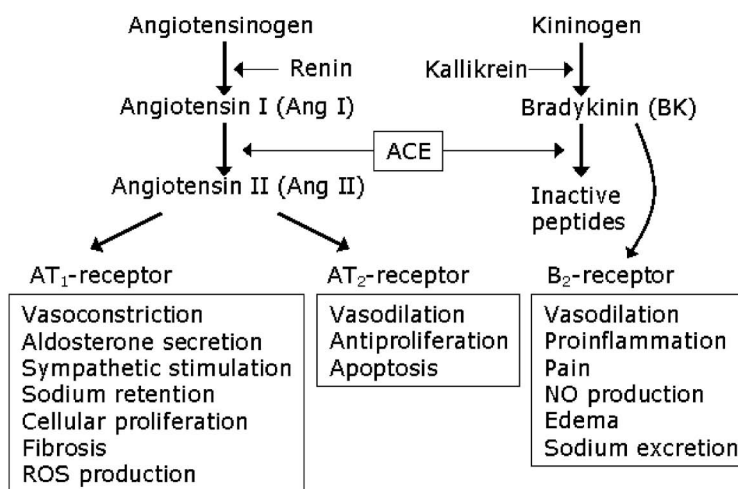 Angiotensinogen
Kininogen
Renin
Kallikrein
Angiotensin I (Ang I)
Bradykinin (BK)
ACE
Angiotensin II (Ang II)
Inactive
peptides
AT₁-receptor
Vasoconstriction
Aldosterone secretion
Sympathetic stimulation
Sodium retention
Cellular proliferation
Fibrosis
ROS production
AT₂-receptor
Vasodilation
Antiproliferation
Apoptosis
B₂-receptor
Vasodilation
Proinflammation
Pain
NO production
Edema
Sodium excretion